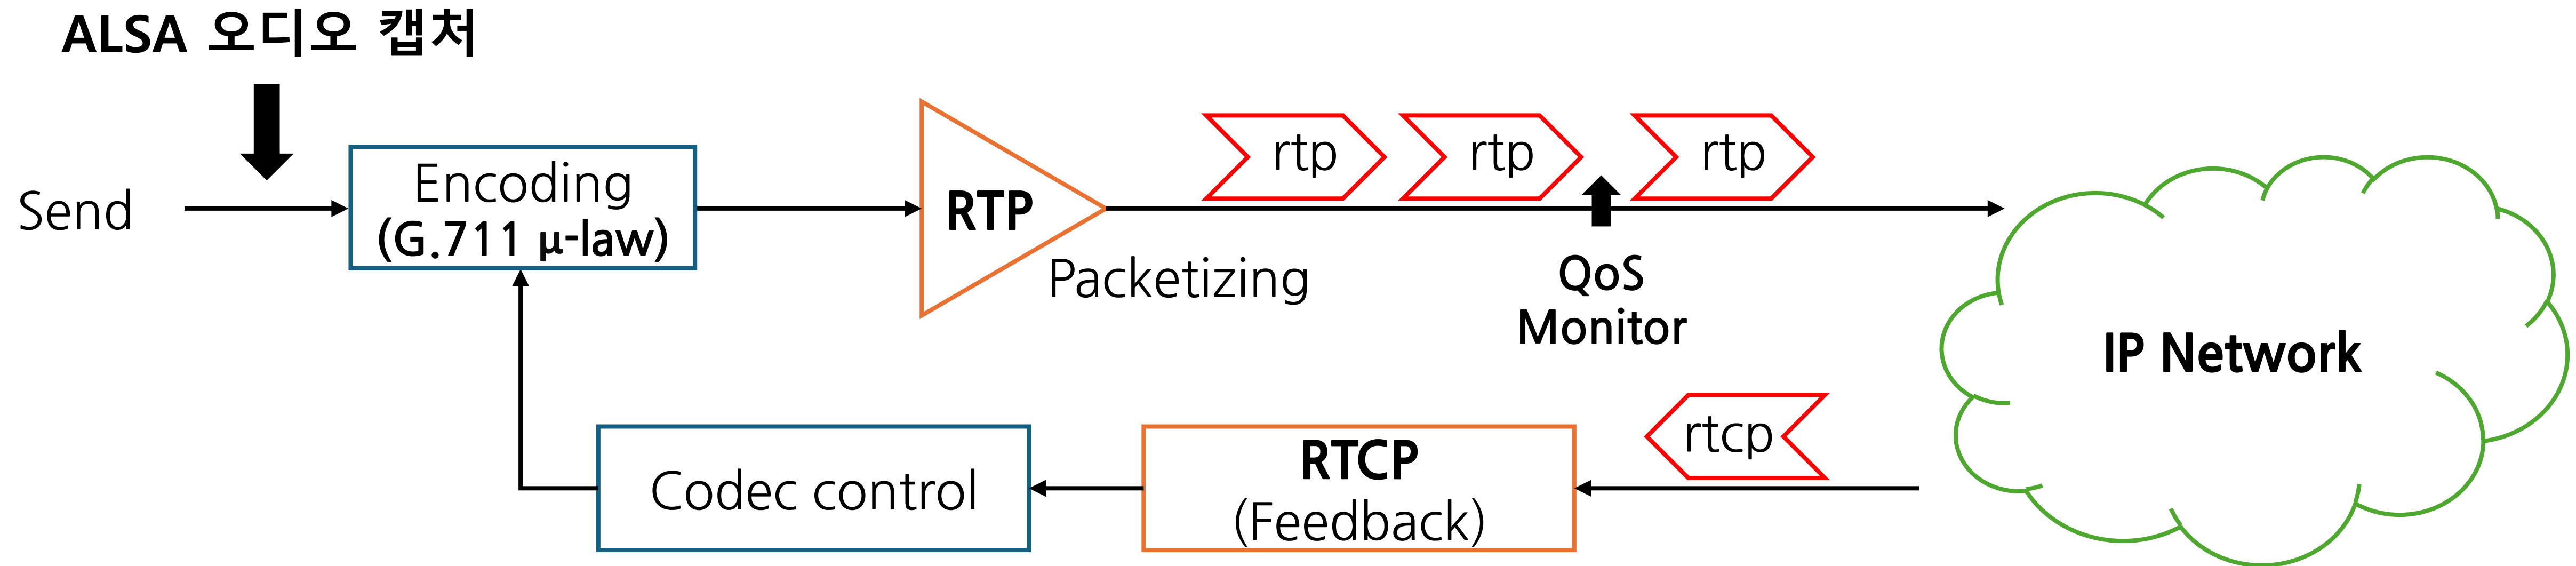 ALSA 오디오 캡처
Send
Encoding
(G.711 μ-law)
RTP
Packetizing
rtp
rtp
rtp
QoS
Monitor
IP Network
rtcp
RTCP
(Feedback)
Codec control